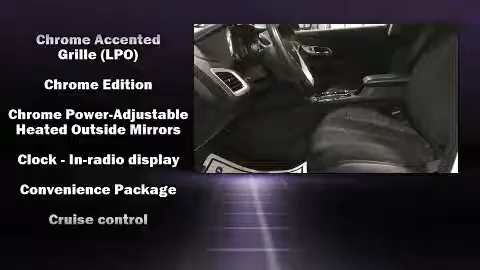 Chrome Accented
Grille (LPO)
Chrome Edition
Chrome Power-Adjustable
Heated Outside Mirrors
Clock - In-radio display
Convenience Package
Cruise control